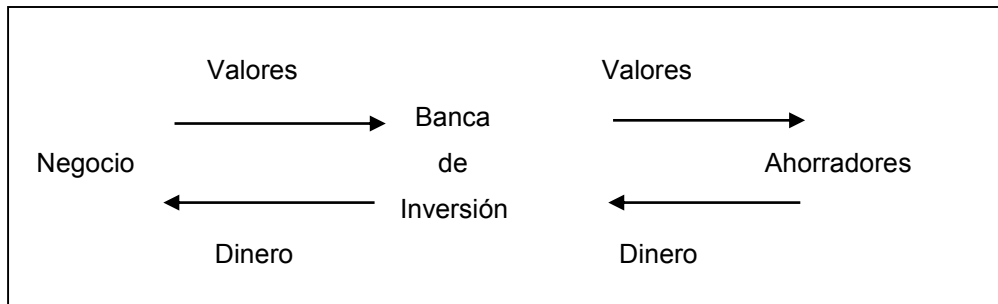 Valores Valores
Banca
Negocio de Ahorradores
Inversión
Dinero Dinero